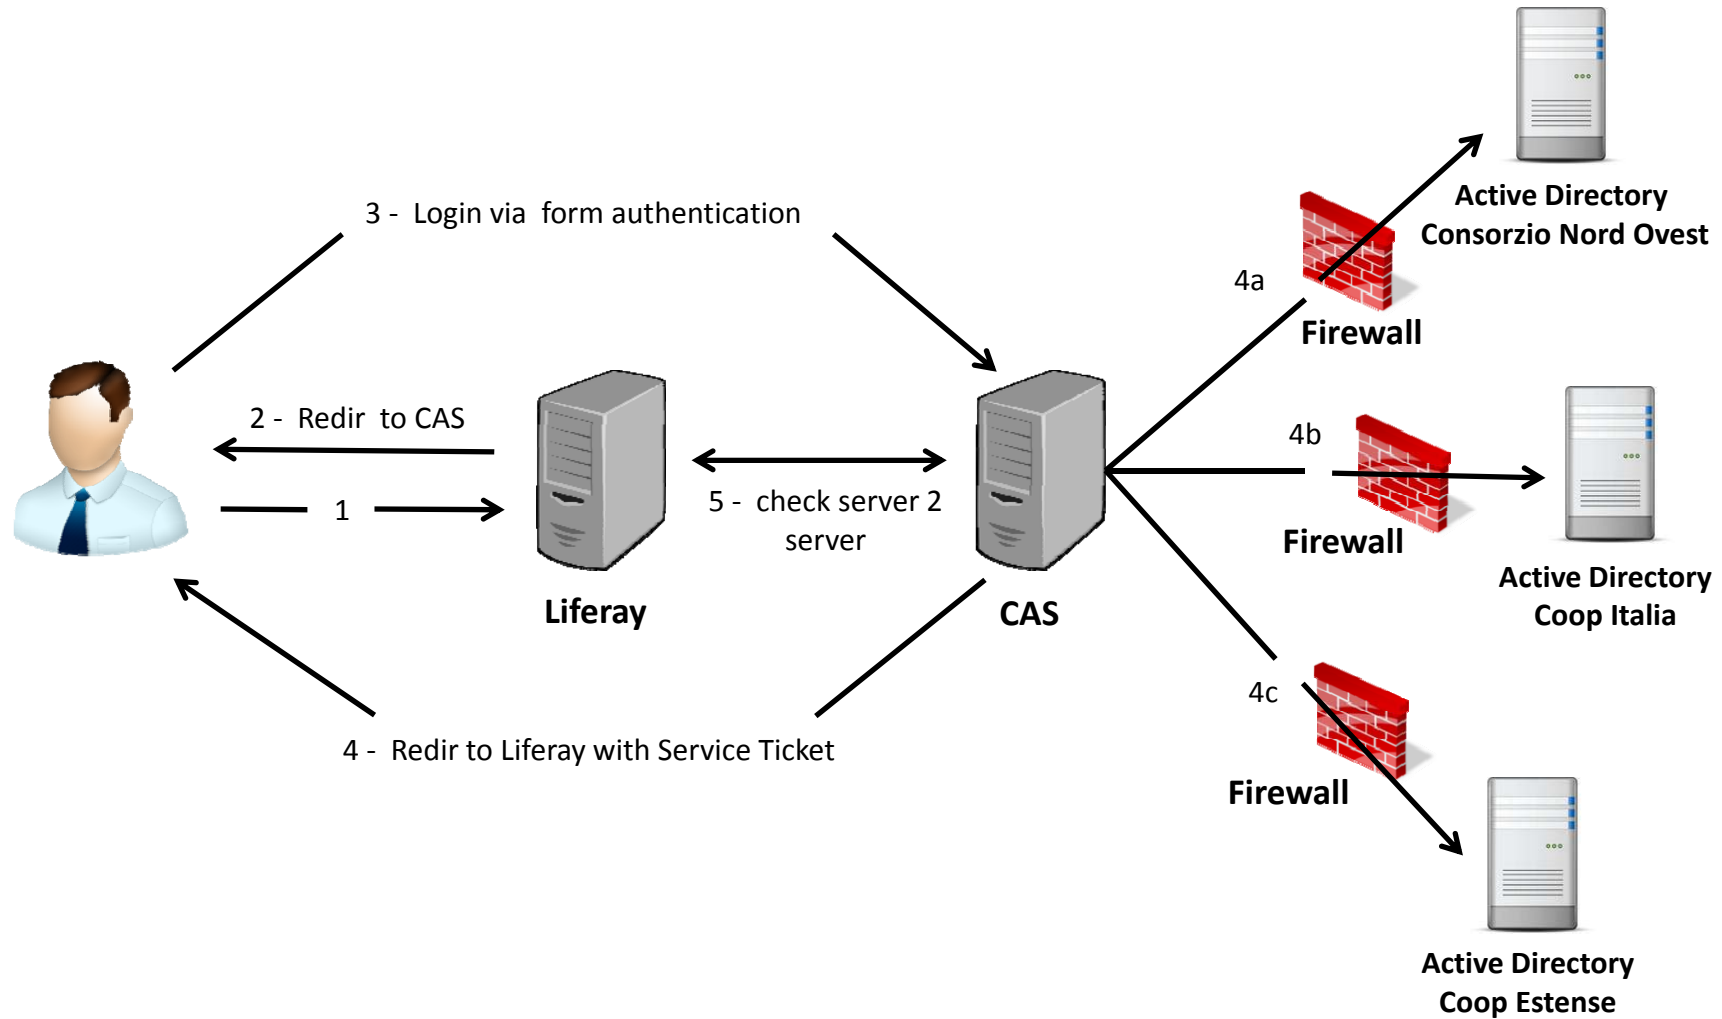 Active Directory
Consorzio Nord Ovest
3 - Login via form authentication
4a
Firewall
2 - Redir to CAS
4b
1
5 - check server 2
server
Firewall
Active Directory
Coop Italia
Liferay
CAS
4c
4 - Redir to Liferay with Service Ticket
Firewall
Active Directory
Coop Estense